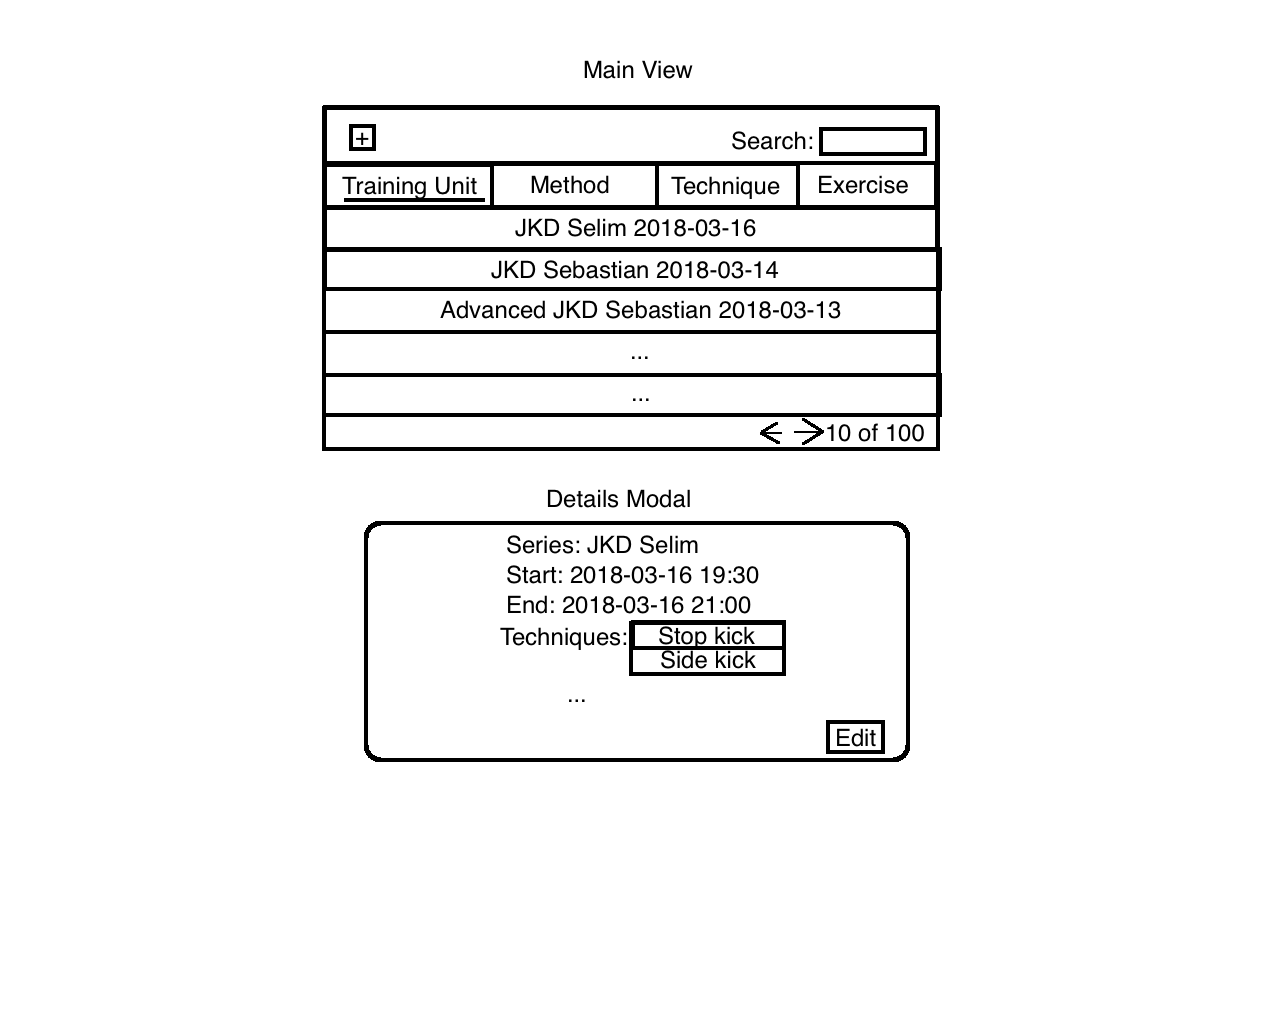 Main View
+
Search:
Training Unit Method Technique Exercise
JKD Selim 2018-03-16
JKD Sebastian 2018-03-14
Advanced JKD Sebastian 2018-03-13
...
...
10 of 100
Details Modal
Series: JKD Selim
Start: 2018-03-16 19:30
End: 2018-03-16 21:00
Techniques: Stop kick
Side kick
...
Edit